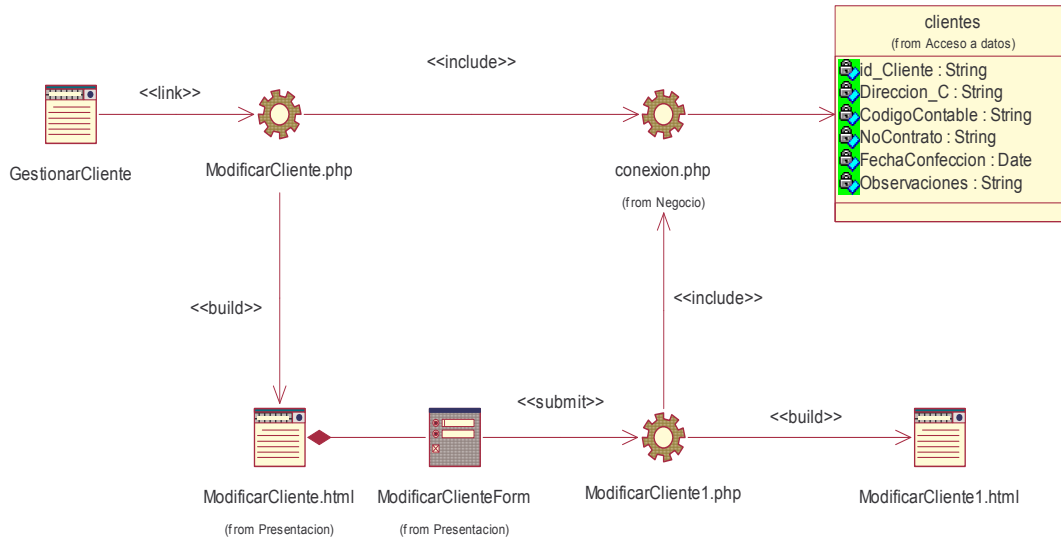 clientes
(from Acceso a datos)
id_Cliente : String
Direccion_C : String
CodigoContable : String
NoContrato : String
FechaConfeccion : Date
Observaciones : String
<<include>>
<<link>>
GestionarCliente
ModificarCliente.php
conexion.php
(from Negocio)
<<build>>
<<include>>
<<submit>>
<<build>>
ModificarCliente.html
(from Presentacion)
ModificarClienteForm
(from Presentacion)
ModificarCliente1.php
ModificarCliente1.html